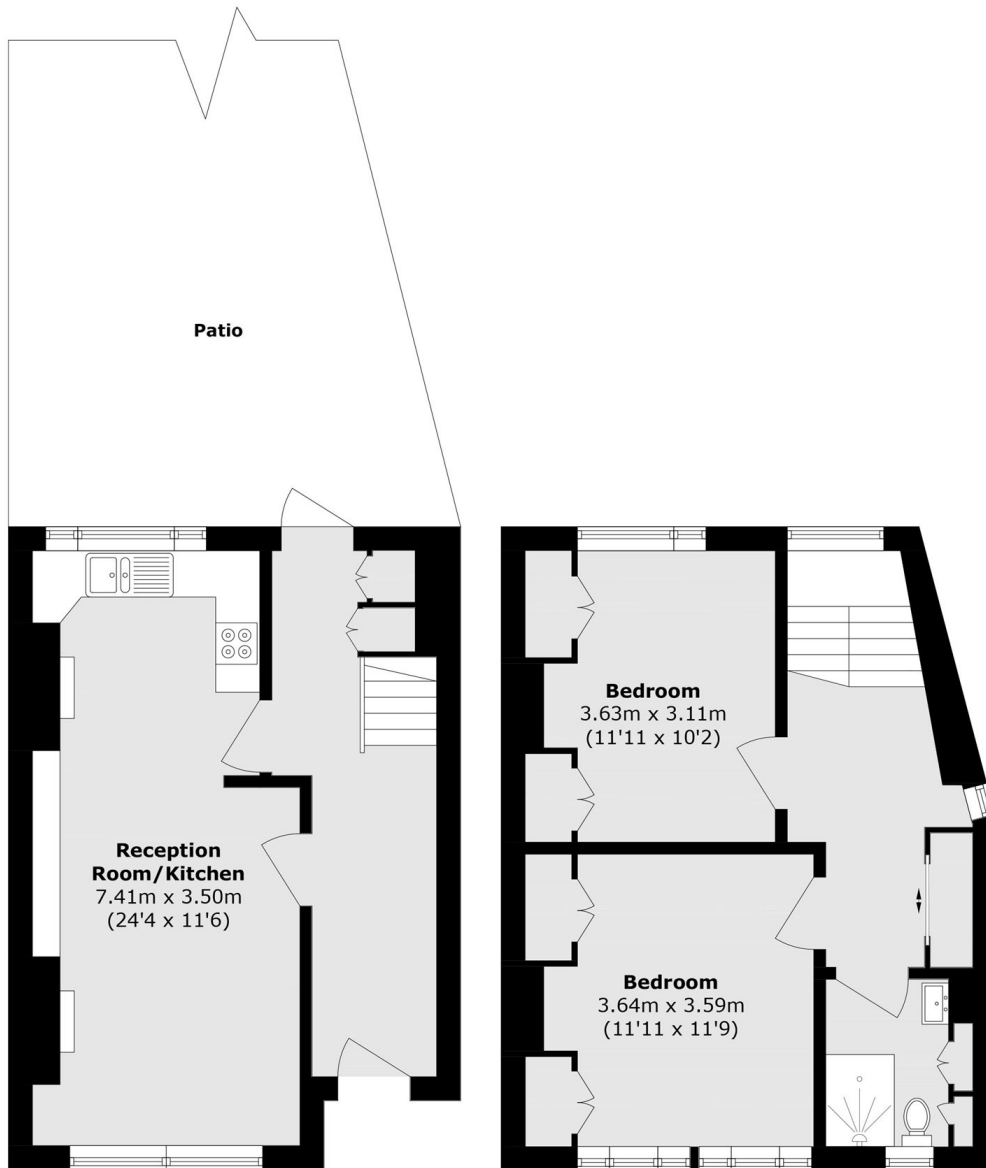 Patio
Reception
Room/Kitchen
7.41m x 3.50m
(24'4 x 11'6)
Bedroom
3.63m x 3.11m
(11'11 x 10'2)
Bedroom
3.64m x 3.59m
(11'11 x 11'9)